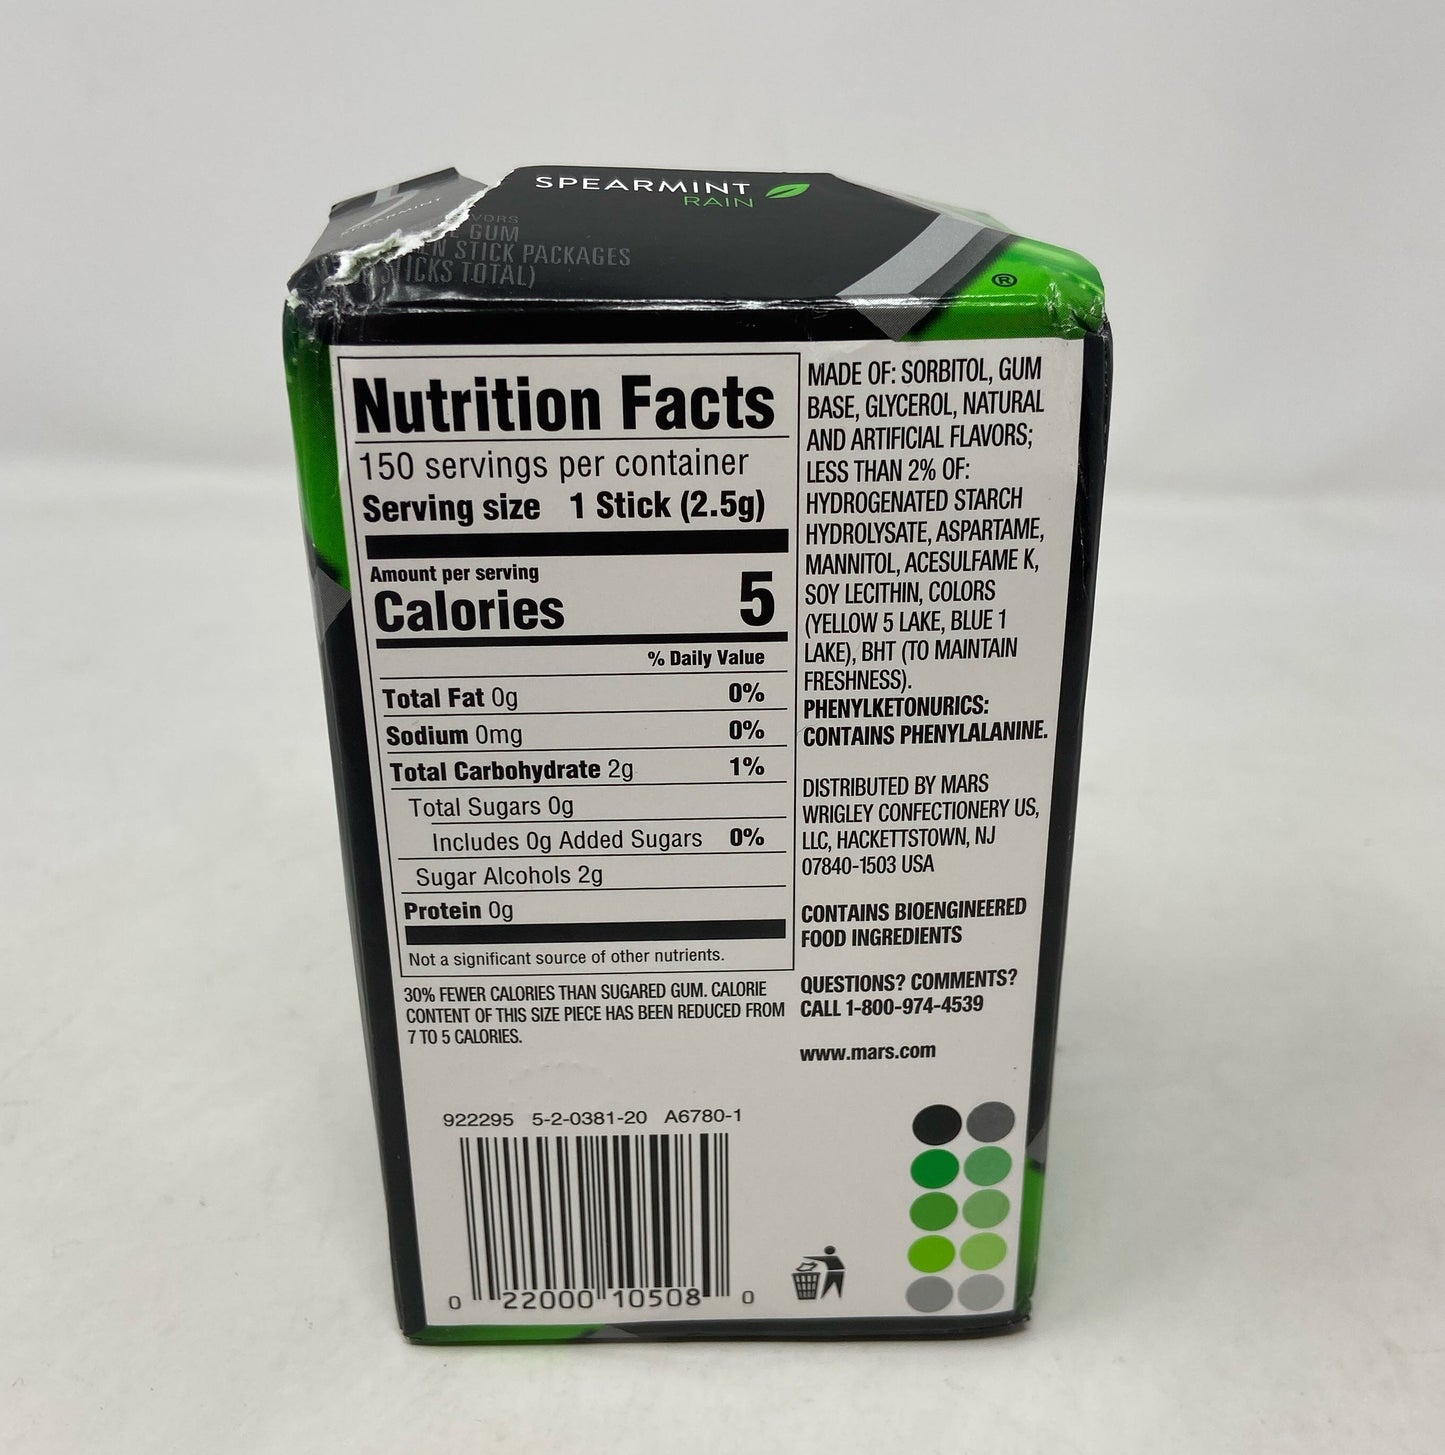 SPEARMINT
RAIN
SPEARMINT
VORS
GUM
STICK PACKAGES
TOTAL)
®
Nutrition Facts
150 servings per container
Serving size 1 Stick (2.5g)
Amount per serving
Calories 5
% Daily Value
Total Fat 0g 0%
Sodium 0mg 0%
Total Carbohydrate 2g 1%
Total Sugars 0g
Includes 0g Added Sugars 0%
Sugar Alcohols 2g
Protein 0g
Not a significant source of other nutrients.
30% FEWER CALORIES THAN SUGARED GUM. CALORIE
CONTENT OF THIS SIZE PIECE HAS BEEN REDUCED FROM
7 TO 5 CALORIES.
MADE OF: SORBITOL, GUM
BASE, GLYCEROL, NATURAL
AND ARTIFICIAL FLAVORS;
LESS THAN 2% OF:
HYDROGENATED STARCH
HYDROLYSATE, ASPARTAME,
MANNITOL, ACESULFAME K,
SOY LECITHIN, COLORS
(YELLOW 5 LAKE, BLUE 1
LAKE), BHT (TO MAINTAIN
FRESHNESS).
PHENYLKETONURICS:
CONTAINS PHENYLALANINE.
DISTRIBUTED BY MARS
WRIGLEY CONFECTIONERY US,
LLC, HACKETTSTOWN, NJ
07840-1503 USA
CONTAINS BIOENGINEERED
FOOD INGREDIENTS
QUESTIONS? COMMENTS?
CALL 1-800-974-4539
www.mars.com
922295 5-2-0381-20 A6780-1
0 22000 10508 0